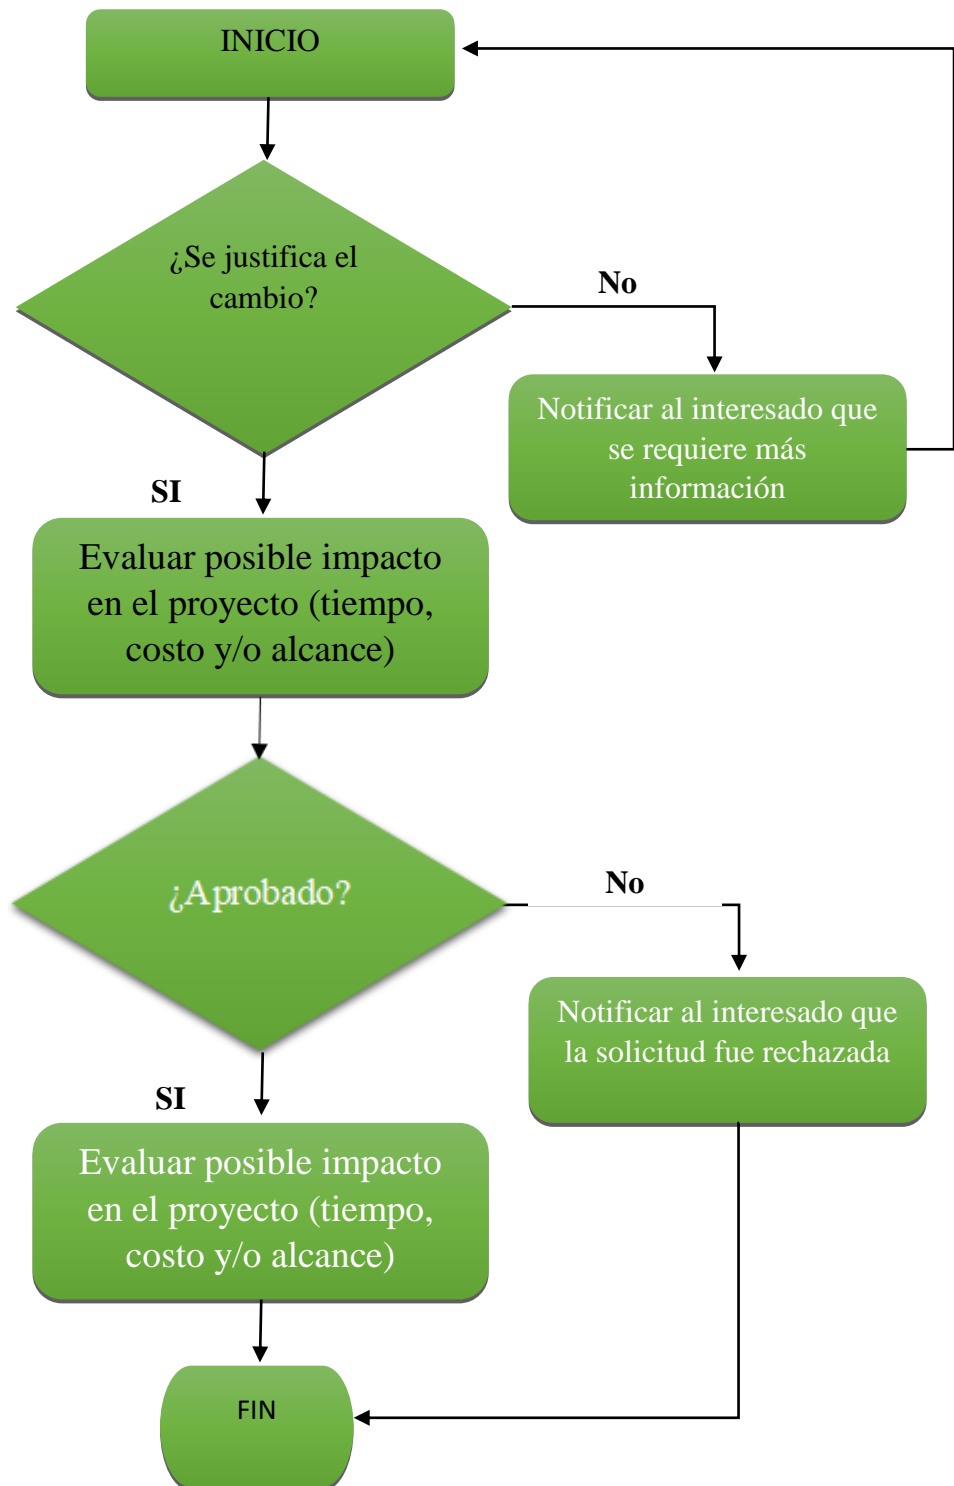 INICIO
¿Se justifica el
cambio?
No
Notificar al interesado que
se requiere más
información
SI
Evaluar posible impacto
en el proyecto (tiempo,
costo y/o alcance)
¿Aprobado?
No
Notificar al interesado que
la solicitud fue rechazada
SI
Evaluar posible impacto
en el proyecto (tiempo,
costo y/o alcance)
FIN